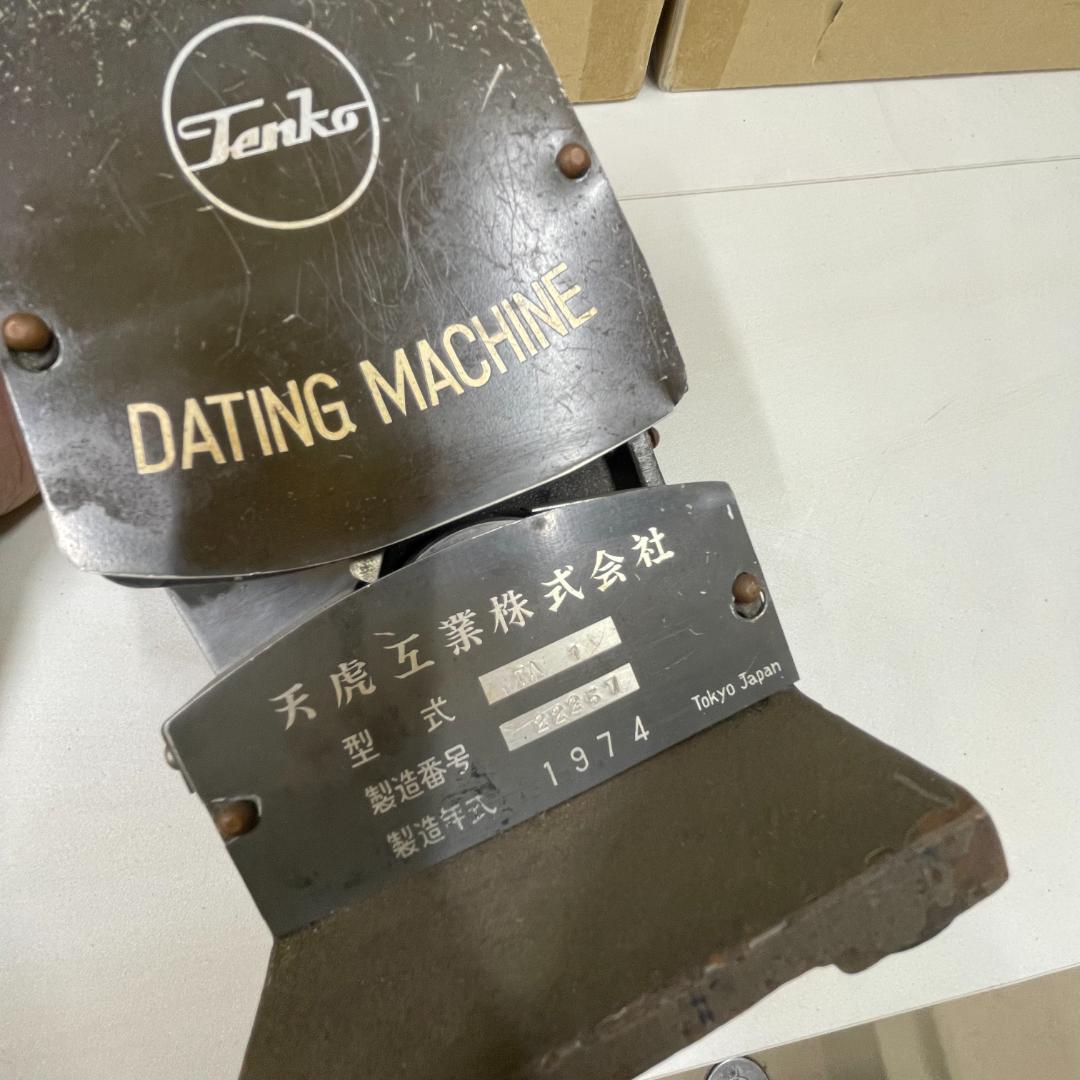 Tenko
DATING MACHINE
天虎工業株式会社
型式
製造番号 22257
製造年式 1974
Tokyo Japan